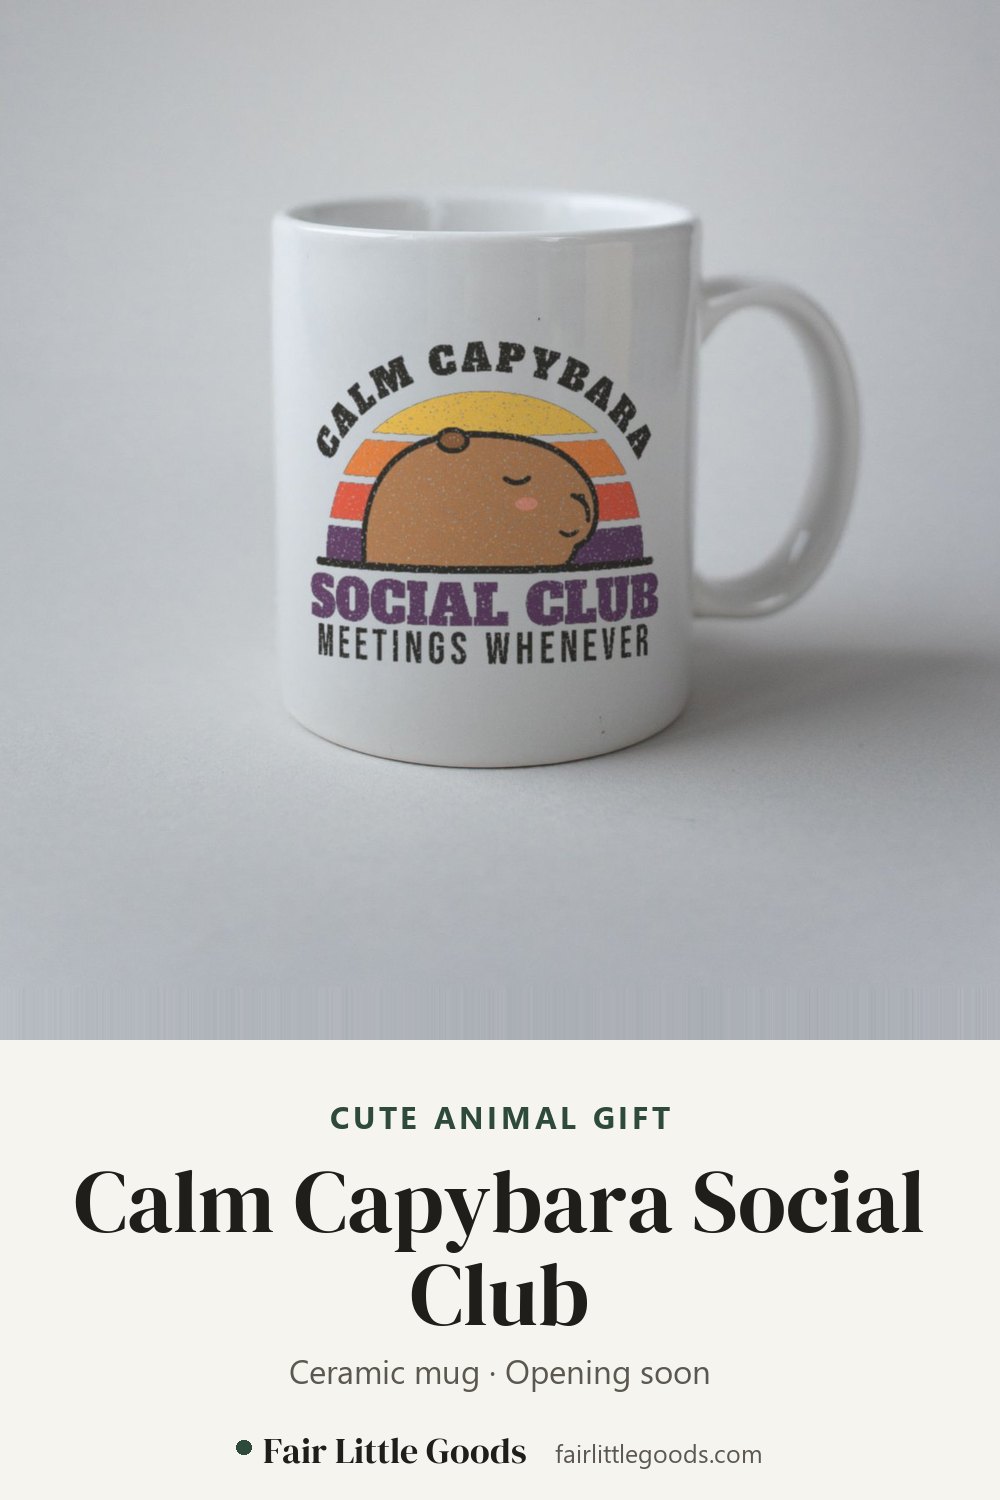 CALM CAPYBARA
SOCIAL CLUB
MEETINGS WHENEVER
CUTE ANIMAL GIFT
Calm Capybara Social
Club
Ceramic mug · Opening soon
Fair Little Goods fairlittlegoods.com